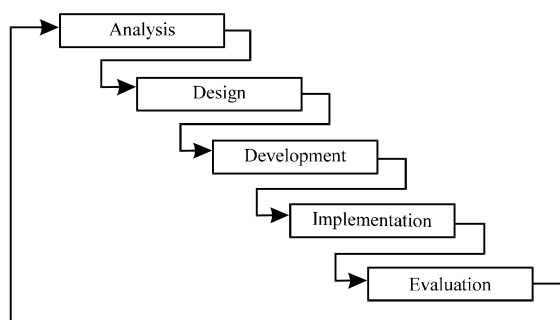 Analysis
Design
Development
Implementation
Evaluation